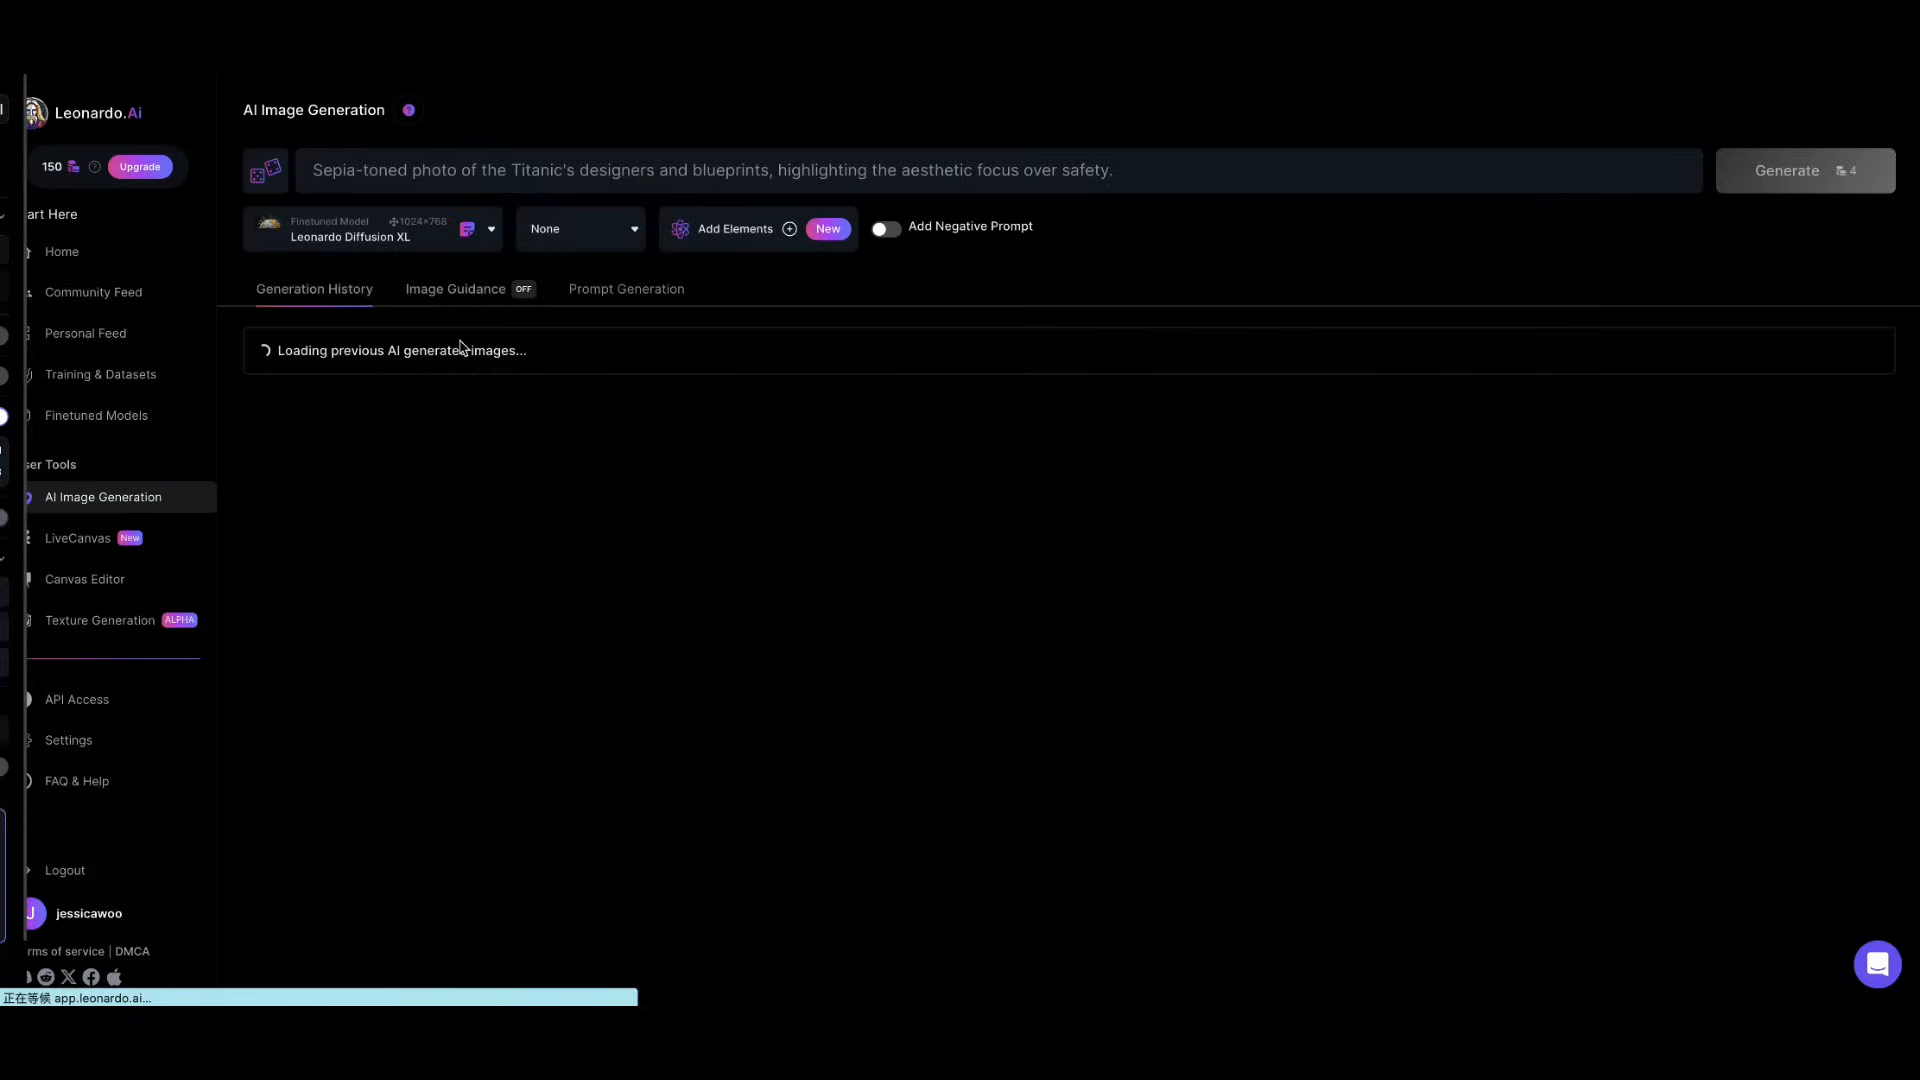 Leonardo.Ai
150
Upgrade
art Here
Home
Community Feed
Personal Feed
Training & Datasets
Finetuned Models
ser Tools
AI Image Generation
LiveCanvas New
Canvas Editor
Texture Generation ALPHA
API Access
Settings
FAQ & Help
Logout
J jessicawoo
rms of service | DMCA
正在等候 app.leonardo.ai...
AI Image Generation ?
Sepia-toned photo of the Titanic's designers and blueprints, highlighting the aesthetic focus over safety.
Generate 4
Finetuned Model 1024×768
Leonardo Diffusion XL
None
Add Elements New
Add Negative Prompt
Generation History
Image Guidance OFF
Prompt Generation
Loading previous AI generated images...